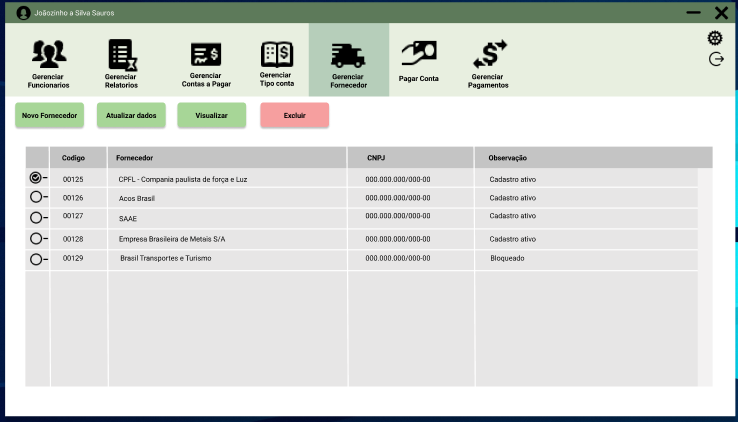 Joãozinho a Silva Sauros
Gerenciar
Funcionarios
Gerenciar
Relatorios
Gerenciar
Contas a Pagar
Gerenciar
Tipo conta
Gerenciar
Fornecedor
Pagar Conta
Gerenciar
Pagamentos
Novo Fornecedor
Atualizar dados
Visualizar
Excluir
Codigo Fornecedor CNPJ Observação
00125 CPFL - Compania paulista de força e Luz 000.000.000/000-00 Cadastro ativo
00126 Acos Brasil 000.000.000/000-00 Cadastro ativo
00127 SAAE 000.000.000/000-00 Cadastro ativo
00128 Empresa Brasileira de Metais S/A 000.000.000/000-00 Cadastro ativo
00129 Brasil Transportes e Turismo 000.000.000/000-00 Bloqueado